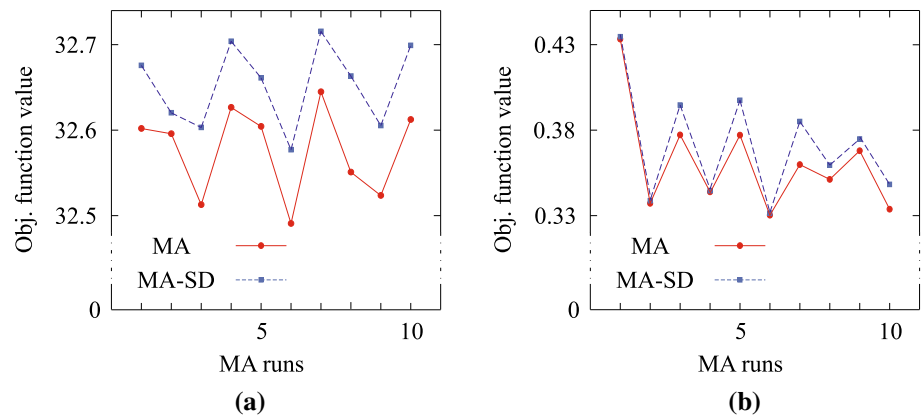 Obj. function value
32.7
32.6
32.5
0
MA
MA-SD
5
10
MA runs
(a)
Obj. function value
0.43
0.38
0.33
0
MA
MA-SD
5
10
MA runs
(b)